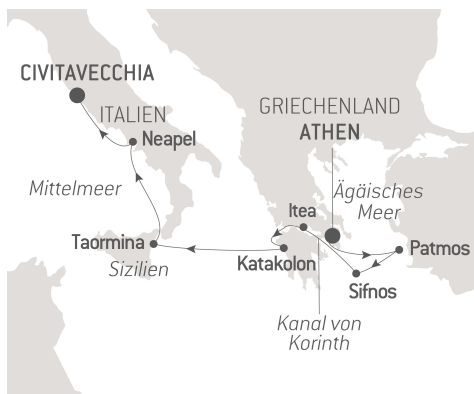 CIVITAVECCHIA
ITALIEN
Neapel
GRIECHENLAND
ATHEN
Mittelmeer
Ägäisches
Meer
Itea
Taormina
Sizilien
Katakolon
Patmos
Sifnos
Kanal von
Korinth